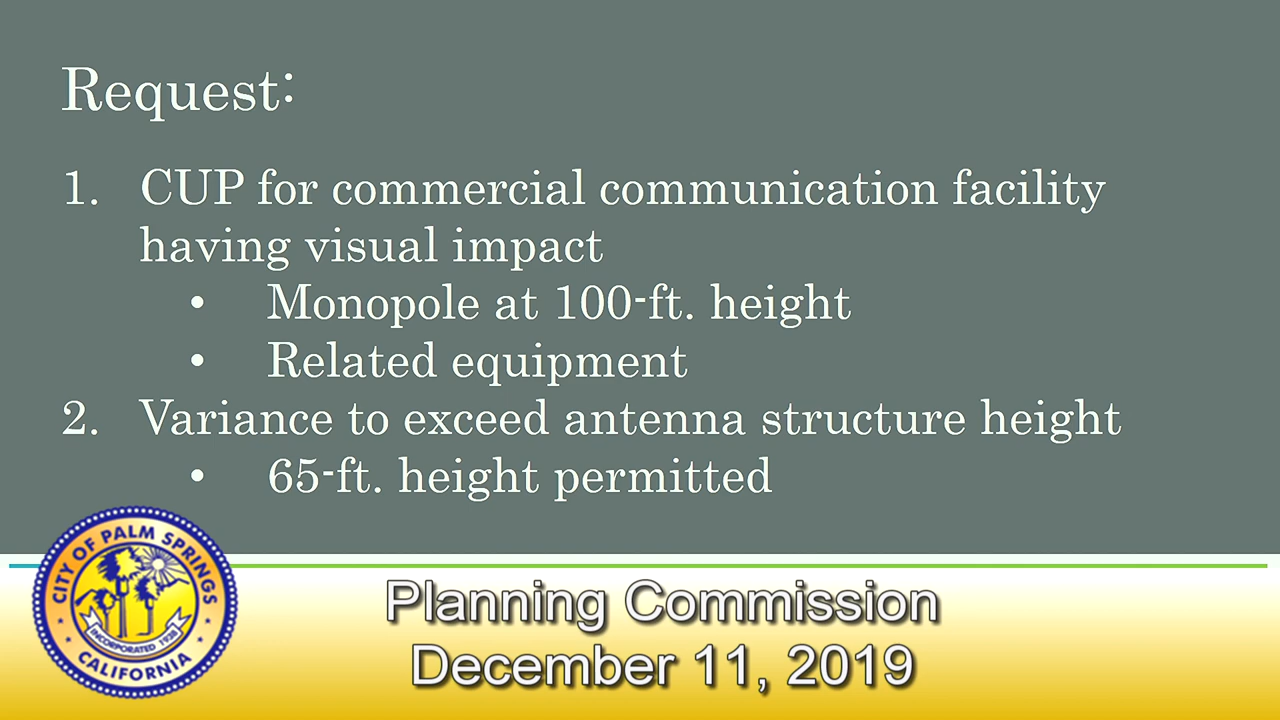 Request:
1. CUP for commercial communication facility
having visual impact
• Monopole at 100-ft. height
• Related equipment
2. Variance to exceed antenna structure height
• 65-ft. height permitted
CITY OF PALM SPRINGS
INCORPORATED 1938
CALIFORNIA
Planning Commission
December 11, 2019